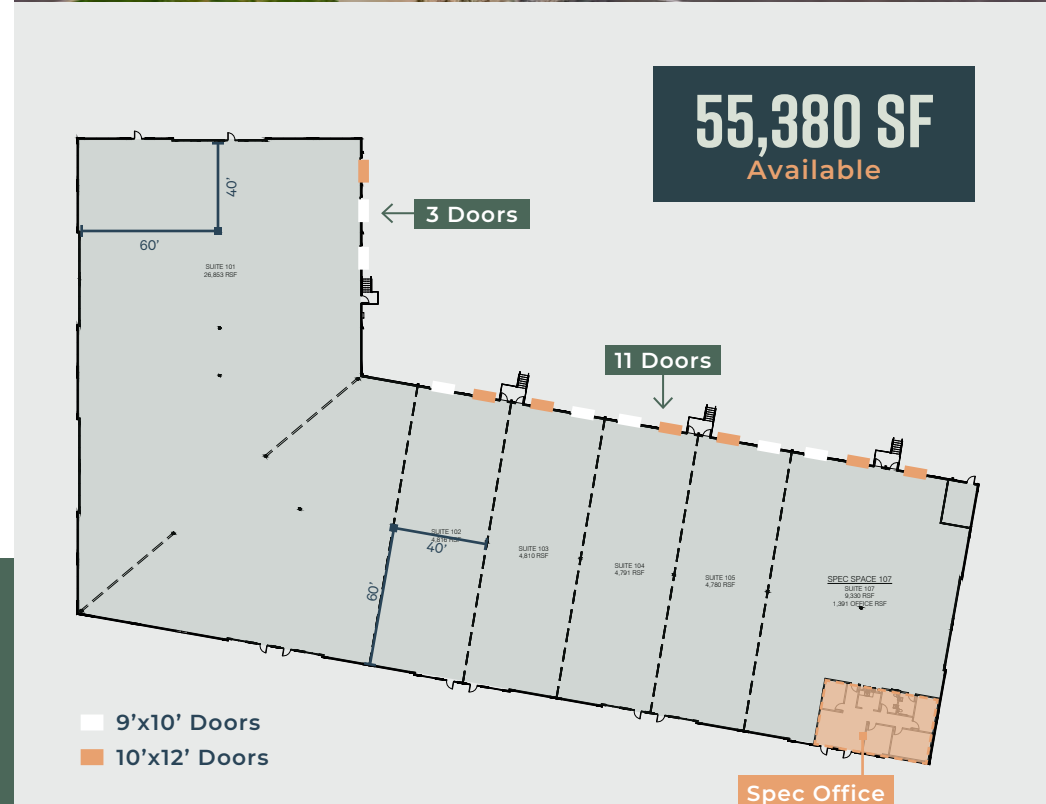 55,380 SF
Available
40’
3 Doors
60’
SUITE 101
26,853 RSF
11 Doors
SUITE 102
4,816 RSF
40’
60’
SUITE 103
4,810 RSF
SUITE 104
4,791 RSF
SUITE 105
4,780 RSF
SPEC SPACE 107
SUITE 107
9,330 RSF
1,391 OFFICE RSF
9’x10’ Doors
10’x12’ Doors
Spec Office